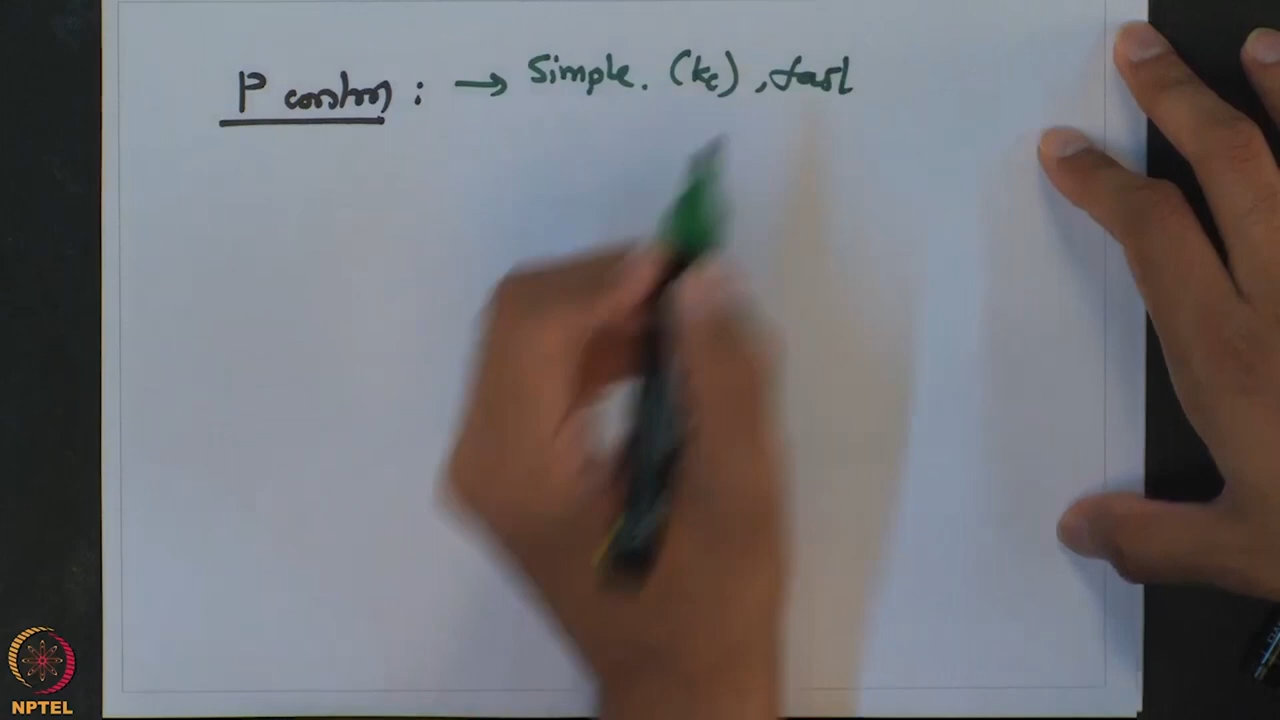 P control : → Simple. (kc), fast
NPTEL